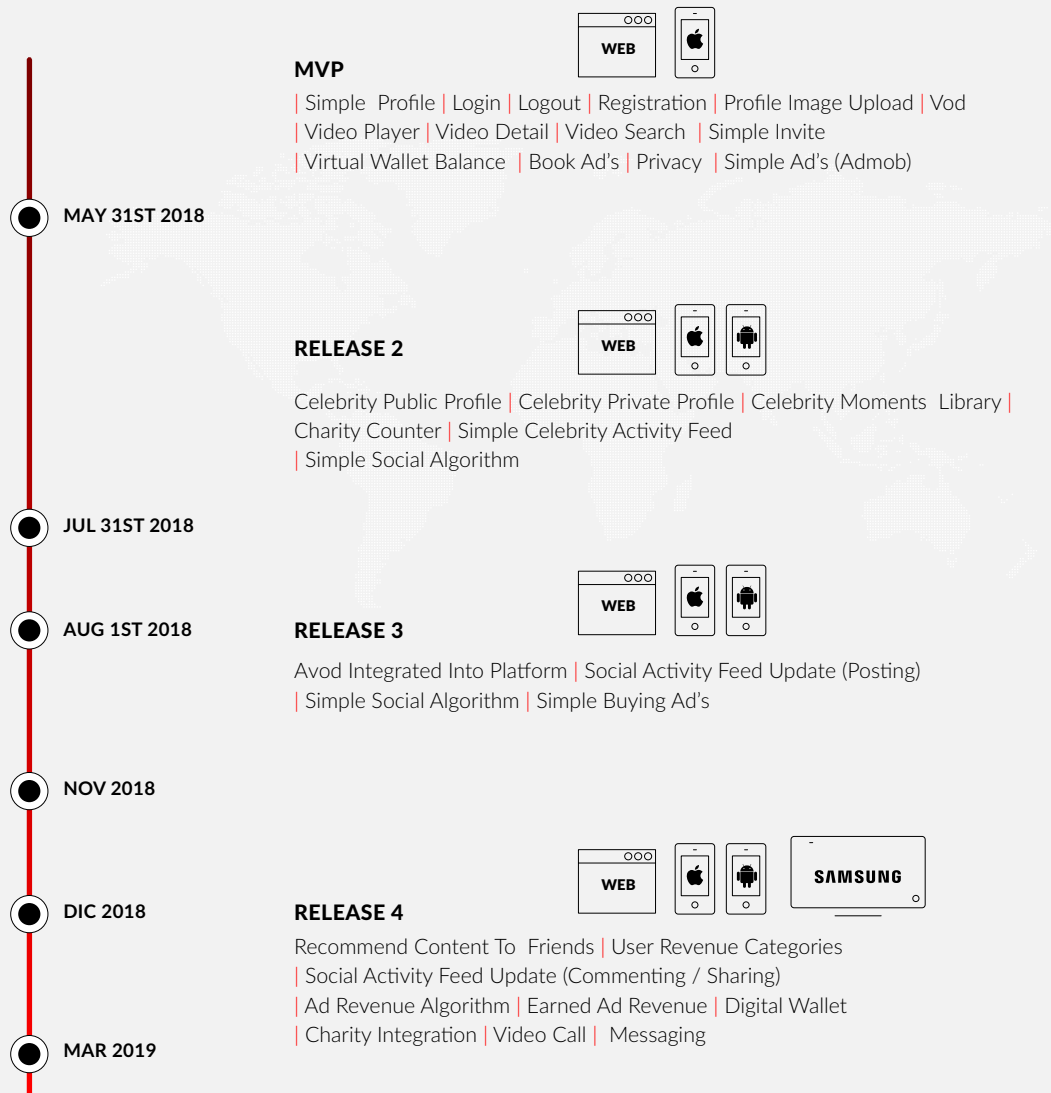 WEB
MVP
| Simple Profile | Login | Logout | Registration | Profile Image Upload | Vod
| Video Player | Video Detail | Video Search | Simple Invite
| Virtual Wallet Balance | Book Ad's | Privacy | Simple Ad's (Admob)
MAY 31ST 2018
WEB
RELEASE 2
Celebrity Public Profile | Celebrity Private Profile | Celebrity Moments Library |
Charity Counter | Simple Celebrity Activity Feed
| Simple Social Algorithm
JUL 31ST 2018
WEB
AUG 1ST 2018
RELEASE 3
Avod Integrated Into Platform | Social Activity Feed Update (Posting)
| Simple Social Algorithm | Simple Buying Ad's
NOV 2018
WEB
SAMSUNG
DIC 2018
RELEASE 4
Recommend Content To Friends | User Revenue Categories
| Social Activity Feed Update (Commenting / Sharing)
| Ad Revenue Algorithm | Earned Ad Revenue | Digital Wallet
| Charity Integration | Video Call | Messaging
MAR 2019